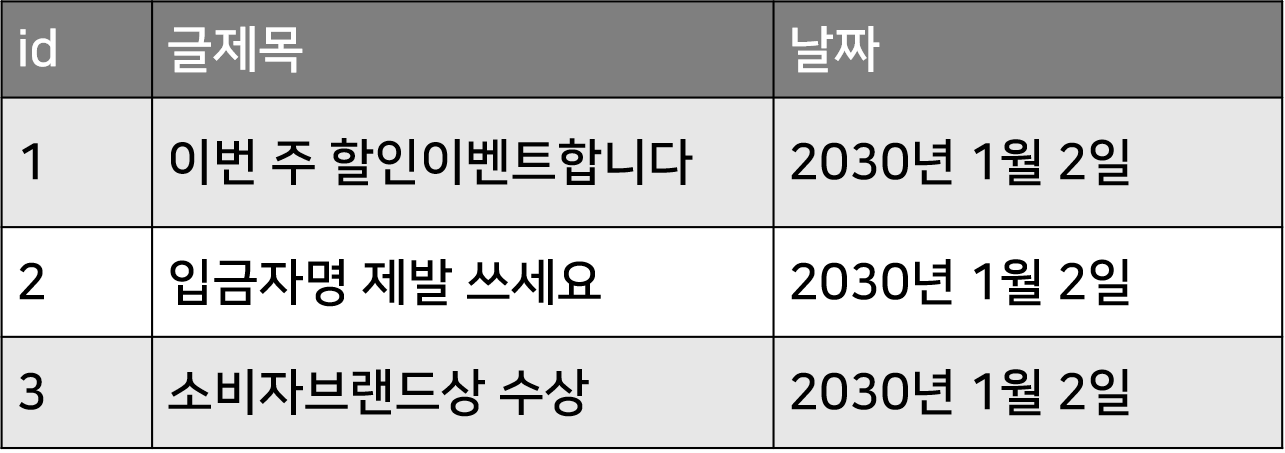 id 글제목 날짜
1 이번 주 할인이벤트합니다 2030년 1월 2일
2 입금자명 제발 쓰세요 2030년 1월 2일
3 소비자브랜드상 수상 2030년 1월 2일